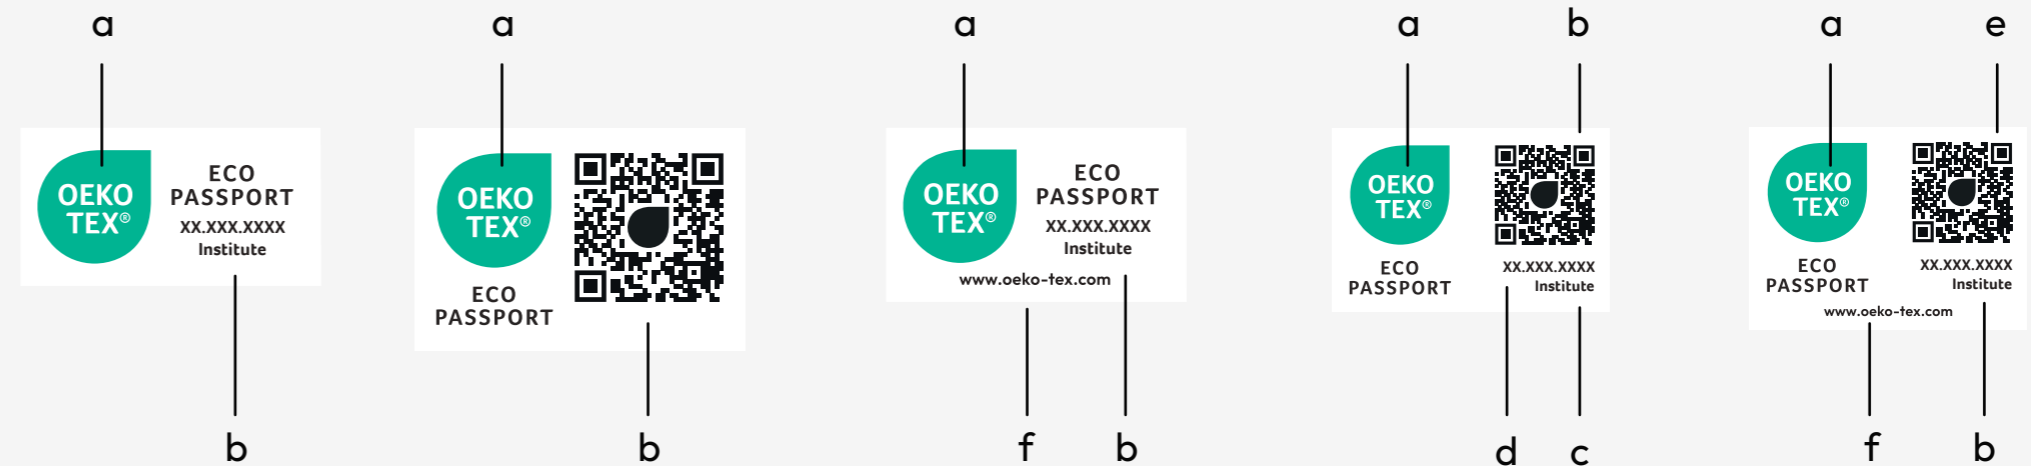 a
OEKO
TEX®
ECO
PASSPORT
XX.XXX.XXXX
Institute
b
a
OEKO
TEX®
ECO
PASSPORT
b
a
OEKO
TEX®
ECO
PASSPORT
XX.XXX.XXXX
Institute
www.oeko-tex.com
f
b
a
b
OEKO
TEX®
ECO
PASSPORT
XX.XXX.XXXX
Institute
d
c
a
e
OEKO
TEX®
ECO
PASSPORT
XX.XXX.XXXX
Institute
www.oeko-tex.com
f
b